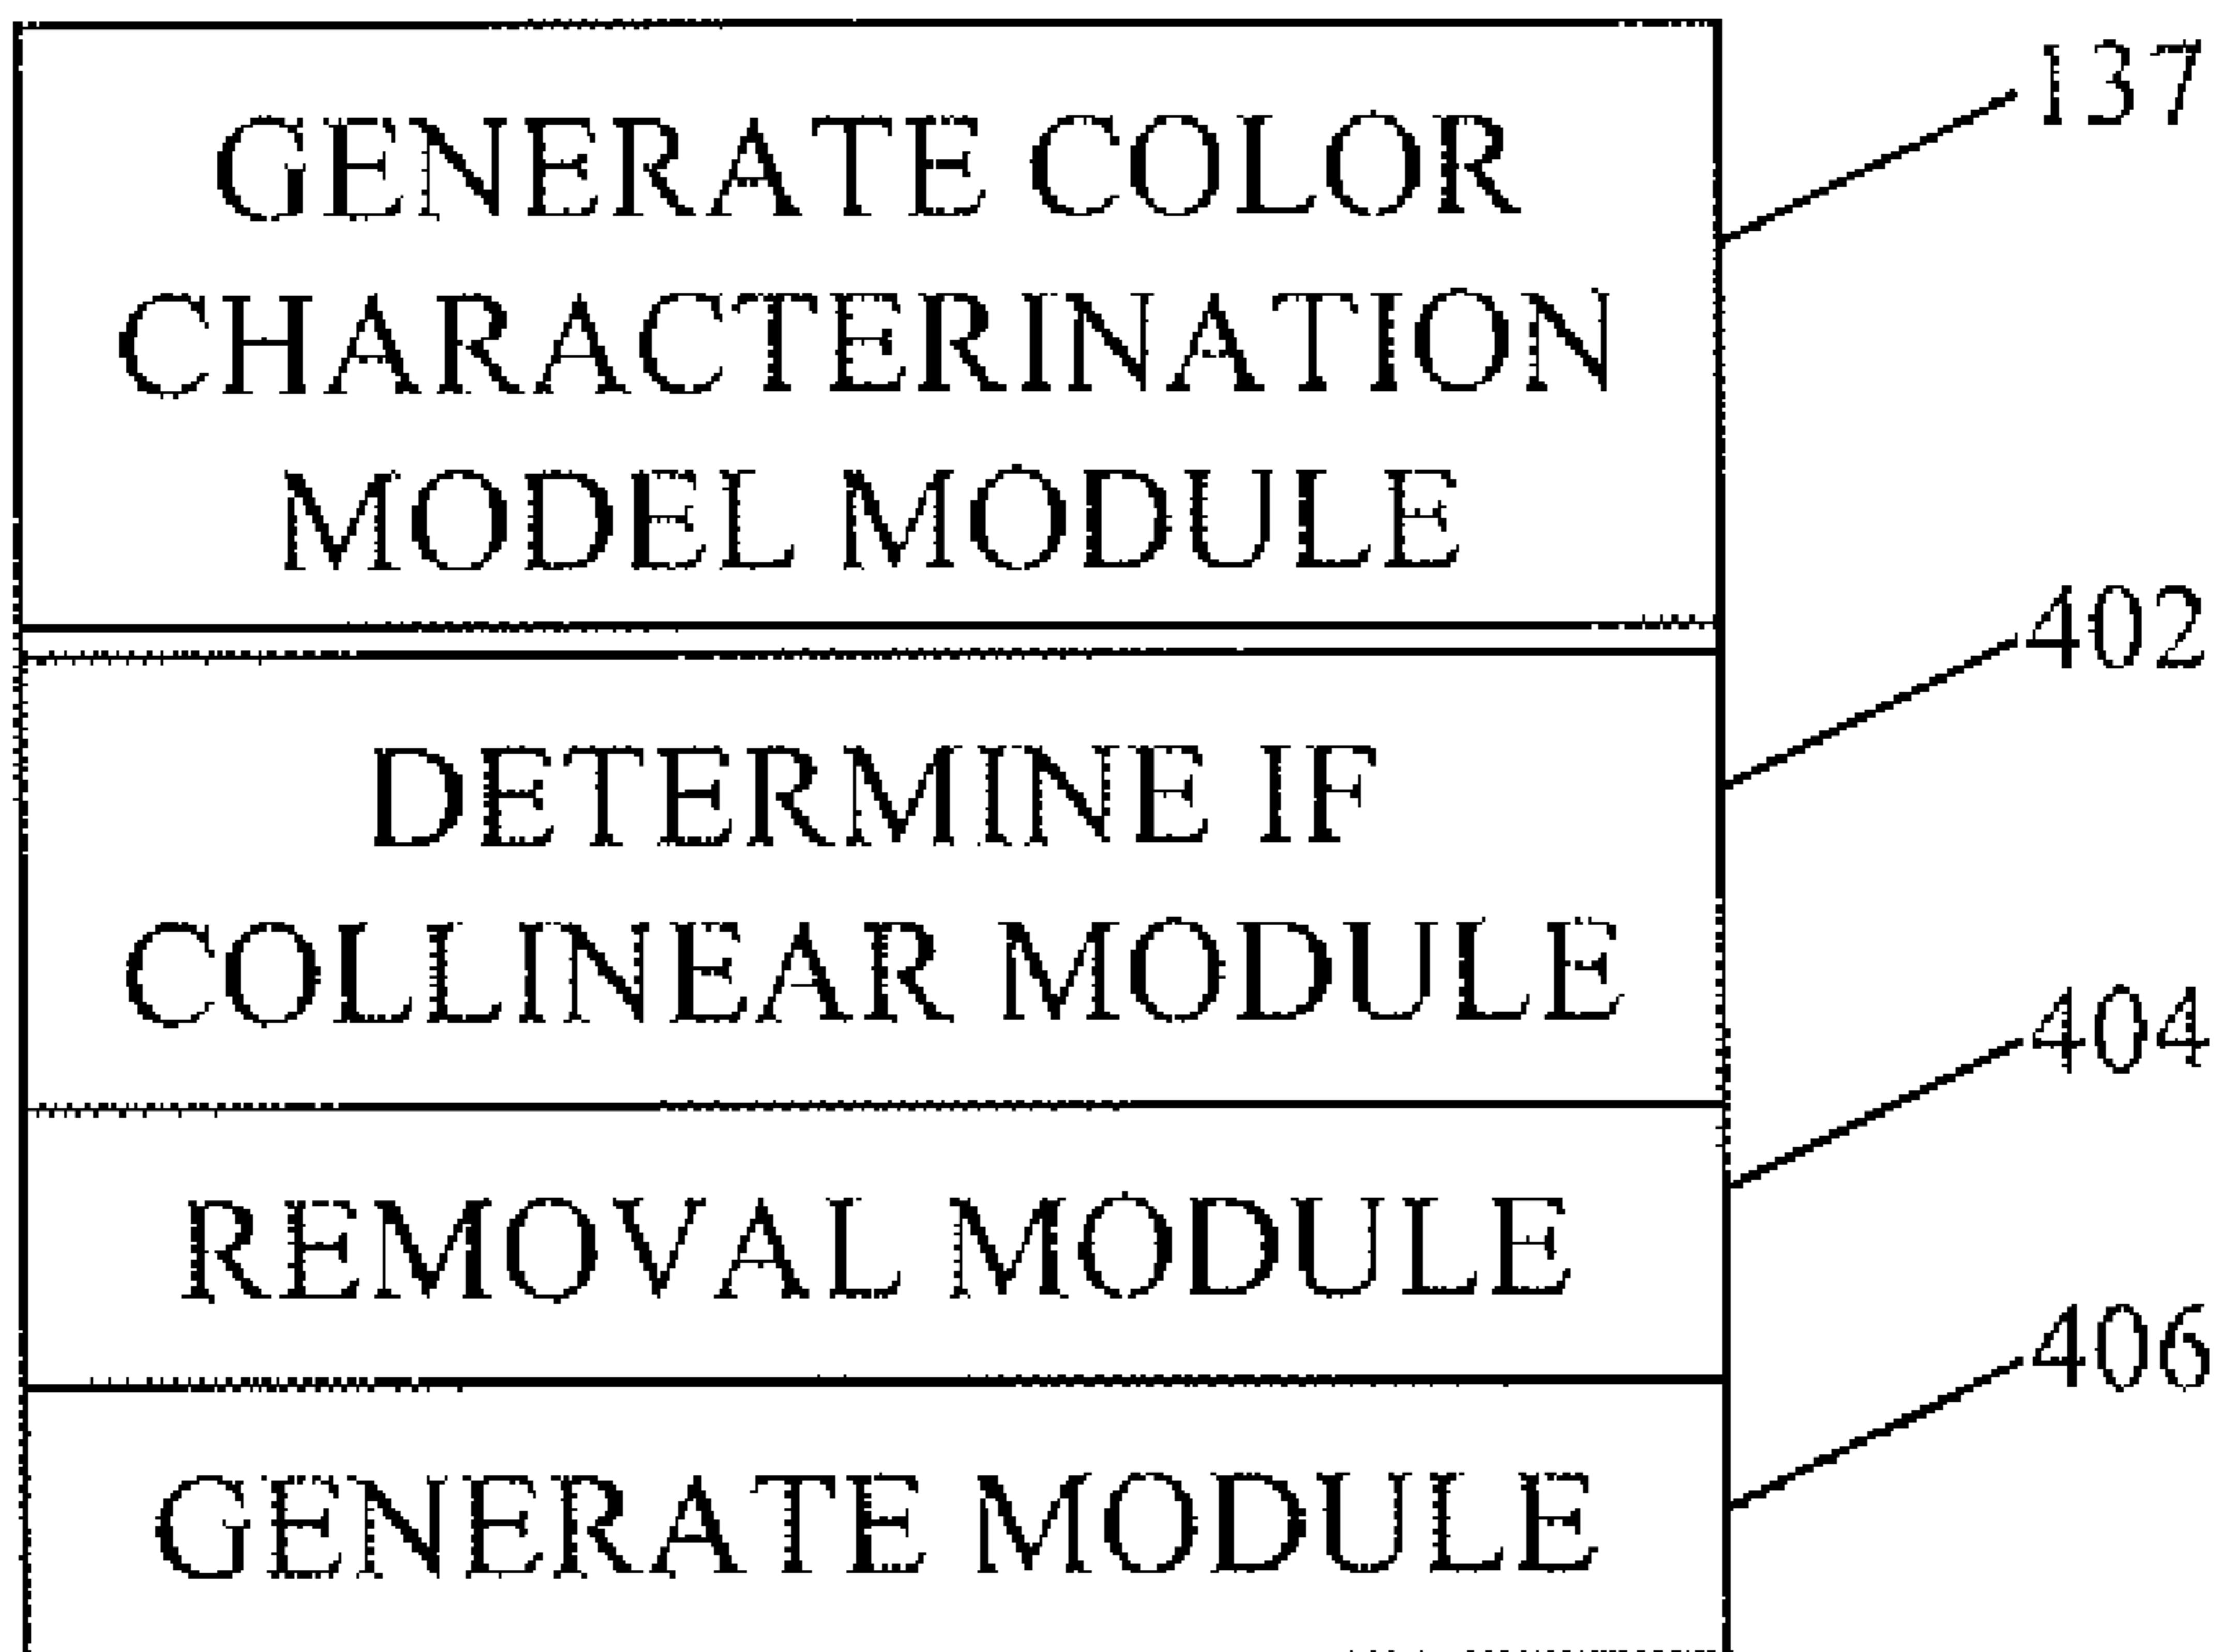 GENERATE COLOR
137
CHARACTERINATION
MODEL MODULE
402
DETERMINE IF
COLLINEAR MODULE
404
REMOVAL MODULE
406
GENERATE MODULE